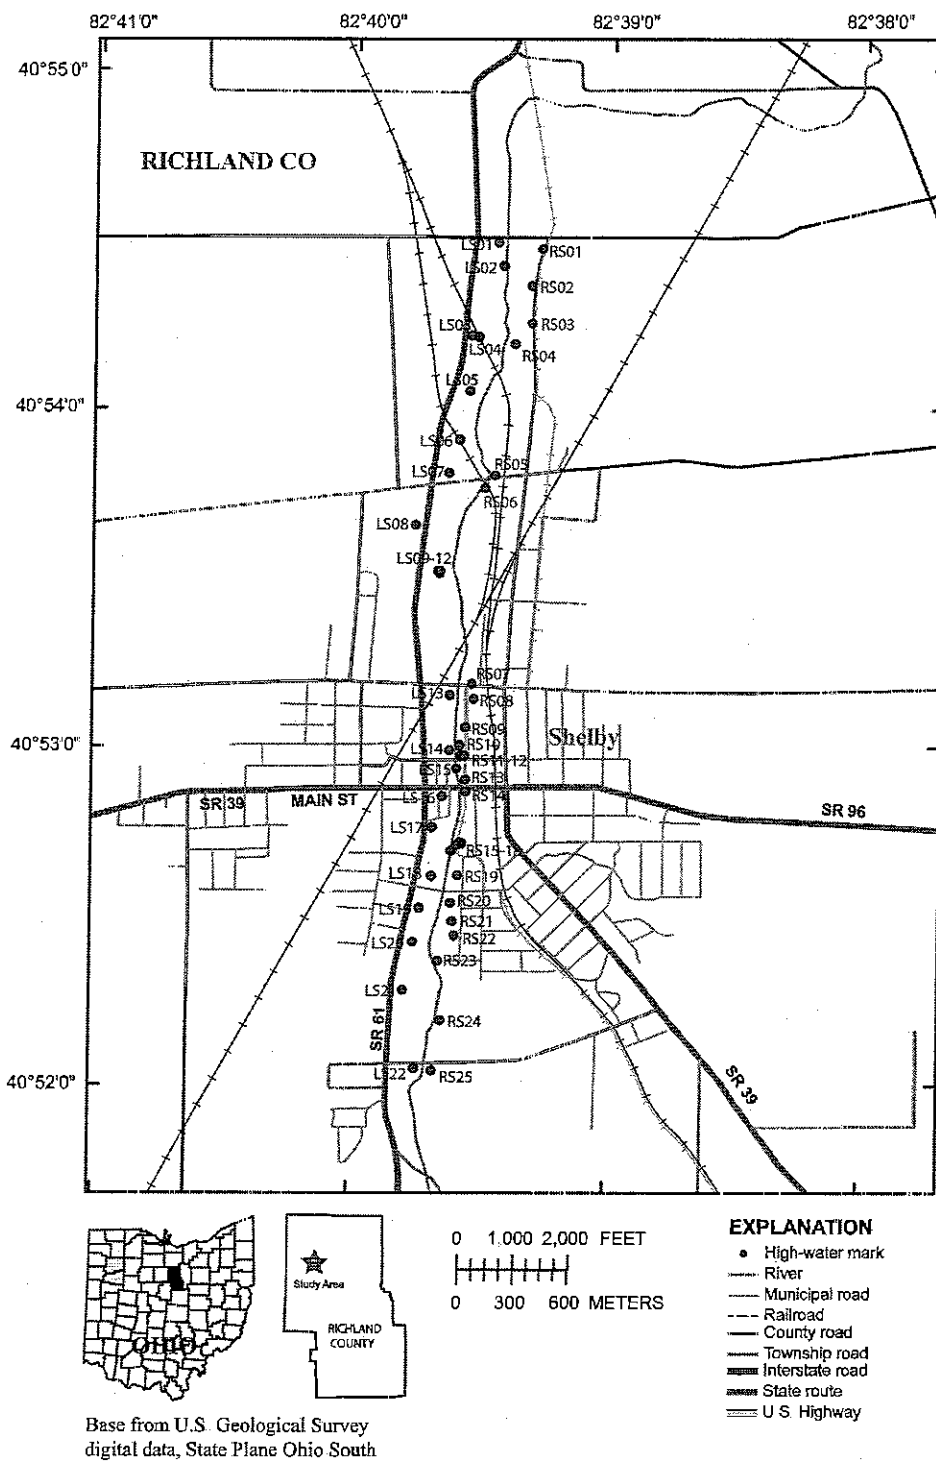 82°41'0" 82°40'0" 82°39'0" 82°38'0"
40°55'0"
RICHLAND CO
LS01 RS01
LS02
RS02
LS03 RS03
LS04 RS04
LS05
40°54'0"
LS06
LS07 RS05
RS06
LS08
LS09-12
RS07
LS13 RS08
RS09 Shelby
40°53'0" LS14 RS10
LS15 RS11-12
RS13
SR 39 MAIN ST LS16 RS14 SR 96
LS17
RS15-1
LS18 RS19
LS19 RS20
RS21
LS20 RS22
RS23
LS2
RS24
SR 61
40°52'0" LS22 RS25
SR 39
Study Area
RICHLAND
COUNTY
OHIO
0 1,000 2,000 FEET
0 300 600 METERS
EXPLANATION
High-water mark
River
Municipal road
Railroad
County road
Township road
Interstate road
State route
U.S. Highway
Base from U.S. Geological Survey
digital data, State Plane Ohio South